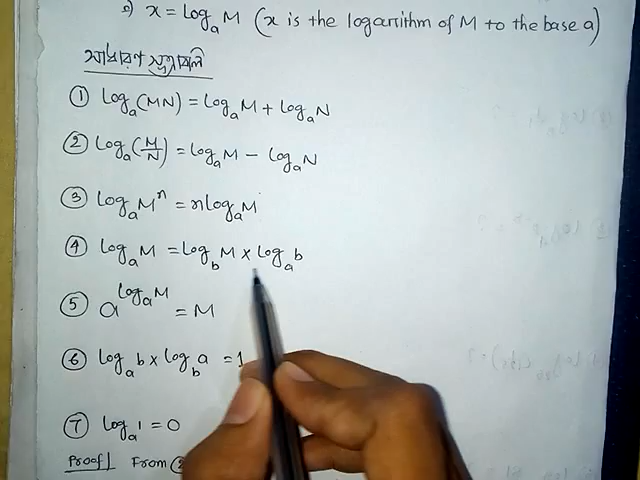 ⇒ x = log_a M (x is the logarithm of M to the base a)
সাধারণ সূত্রাবলি
① log_a(MN) = log_a M + log_a N
② log_a(M/N) = log_a M − log_a N
③ log_a Mⁿ = n log_a M
④ log_a M = log_b M × log_a b
⑤ a^(log_a M) = M
⑥ log_a b × log_b a = 1
⑦ log_a 1 = 0
Proof| From